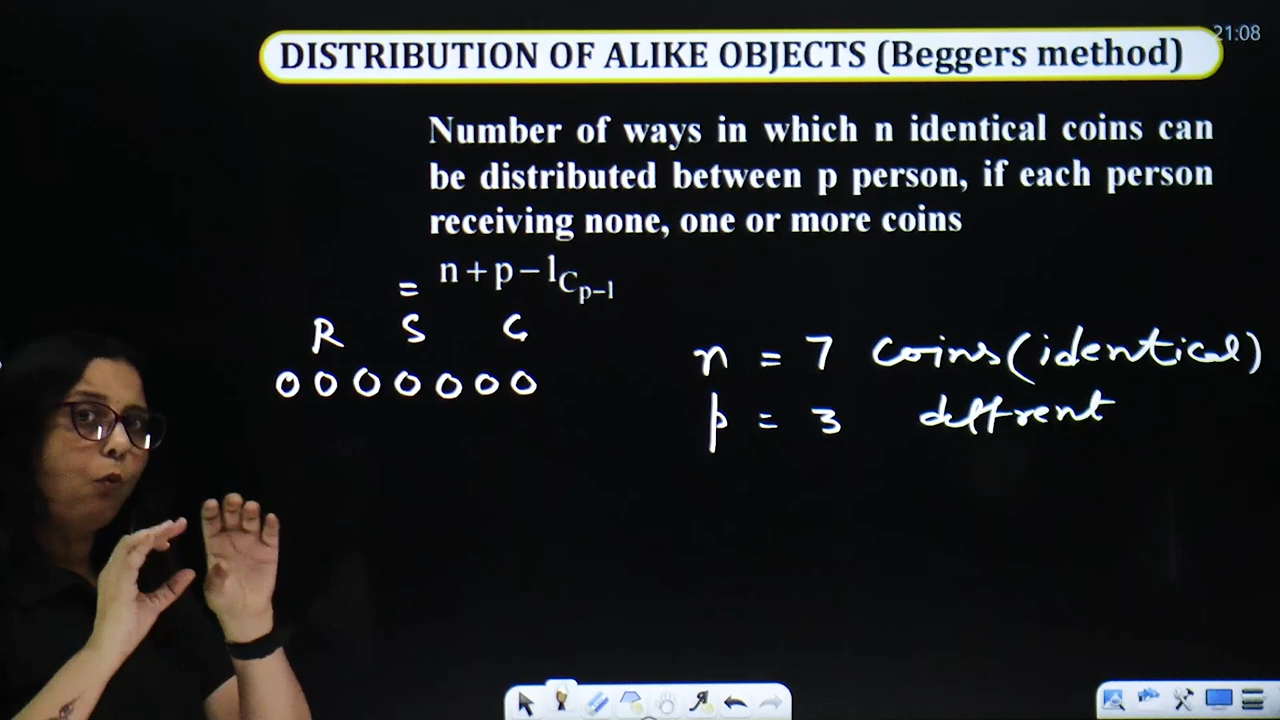 21:08
DISTRIBUTION OF ALIKE OBJECTS (Beggers method)
Number of ways in which n identical coins can
be distributed between p person, if each person
receiving none, one or more coins
= n+p−1C p−1
R S G
0 0 0 0 0 0 0
n = 7 coins (identical)
p = 3 diffrent